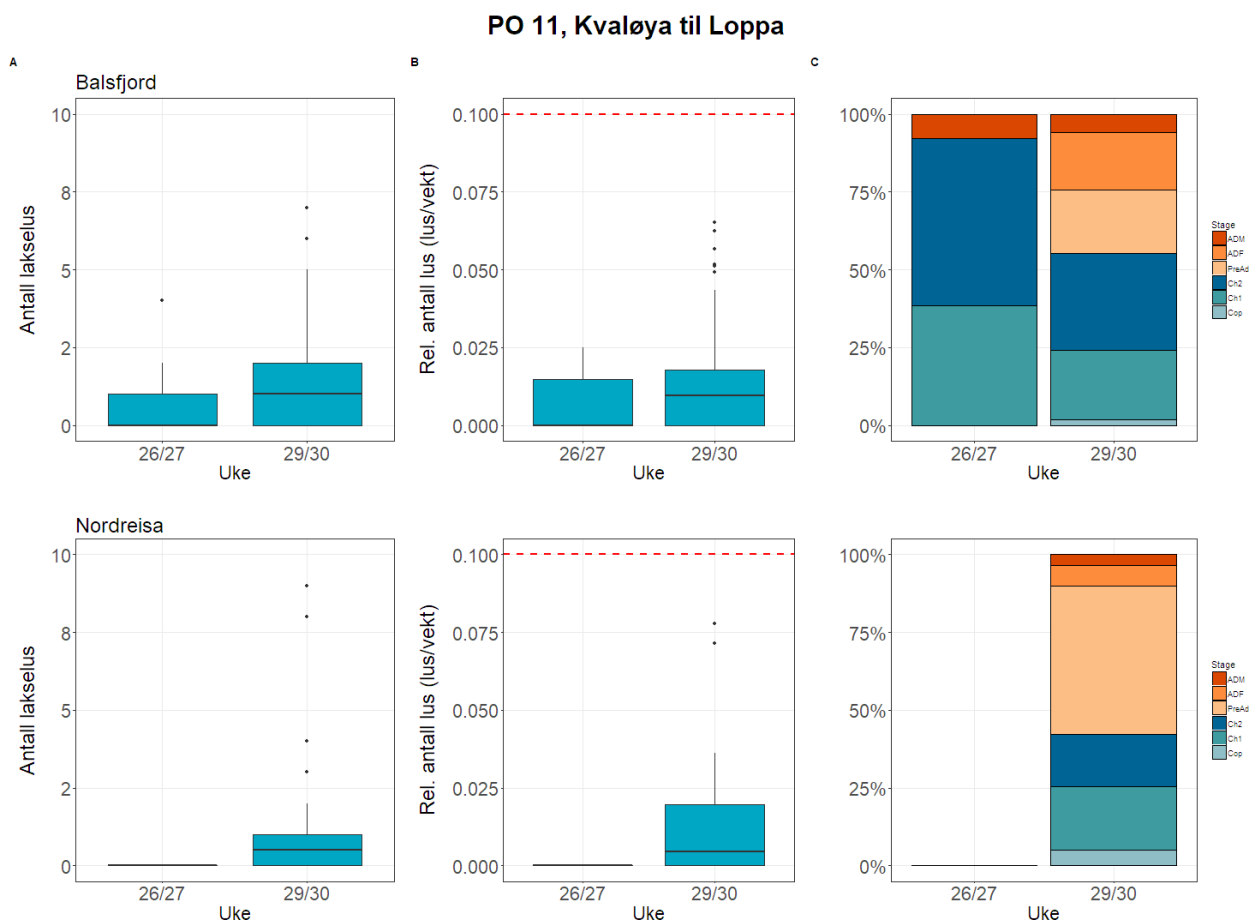 PO 11, Kvaløya til Loppa
A
B
C
Balsfjord
Antall lakselus
10
8
5
2
0
26/27
29/30
Uke
Rel. antall lus (lus/vekt)
0.100
0.075
0.050
0.025
0.000
26/27
29/30
Uke
100%
75%
50%
25%
0%
26/27
29/30
Uke
Stage
ADM
ADF
PreAd
Ch2
Ch1
Cop
Nordreisa
Antall lakselus
10
8
5
2
0
26/27
29/30
Uke
Rel. antall lus (lus/vekt)
0.100
0.075
0.050
0.025
0.000
26/27
29/30
Uke
100%
75%
50%
25%
0%
26/27
29/30
Uke
Stage
ADM
ADF
PreAd
Ch2
Ch1
Cop